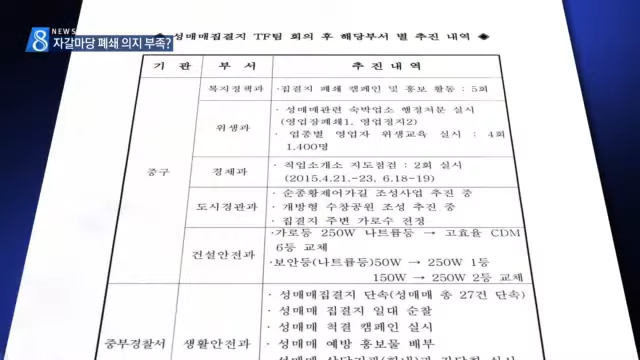 8 NEWS
자갈마당 폐쇄 의지 부족?
◆ 성매매집결지 TF팀 회의 후 해당부서 별 추진 내역 ◆
기 관 부 서 추 진 내 역
복지정책과 · 집결지 폐쇄 캠페인 및 홍보 활동 : 5회
위생과 · 성매매관련 숙박업소 행정처분 실시
(영업장폐쇄1, 영업정지2)
· 업종별 영업자 위생교육 실시 : 4회
1,400명
중구 경제과 · 직업소개소 지도점검 : 2회 실시
(2015.4.21.~23, 6.18~19)
도시경관과 · 순종황제어가길 조성사업 추진 중
· 개방형 수창공원 조성 추진 중
· 집결지 주변 가로수 전정
건설안전과 · 가로등 250W 나트륨등 → 고효율 CDM
6등 교체
· 보안등(나트륨등)50W → 250W 1등
150W → 250W 2등 교체
중부경찰서 생활안전과 · 성매매집결지 단속(성매매 총 27건 단속)
· 성매매 집결지 일대 순찰
· 성매매 척결 캠페인 실시
· 성매매 예방 홍보물 배부